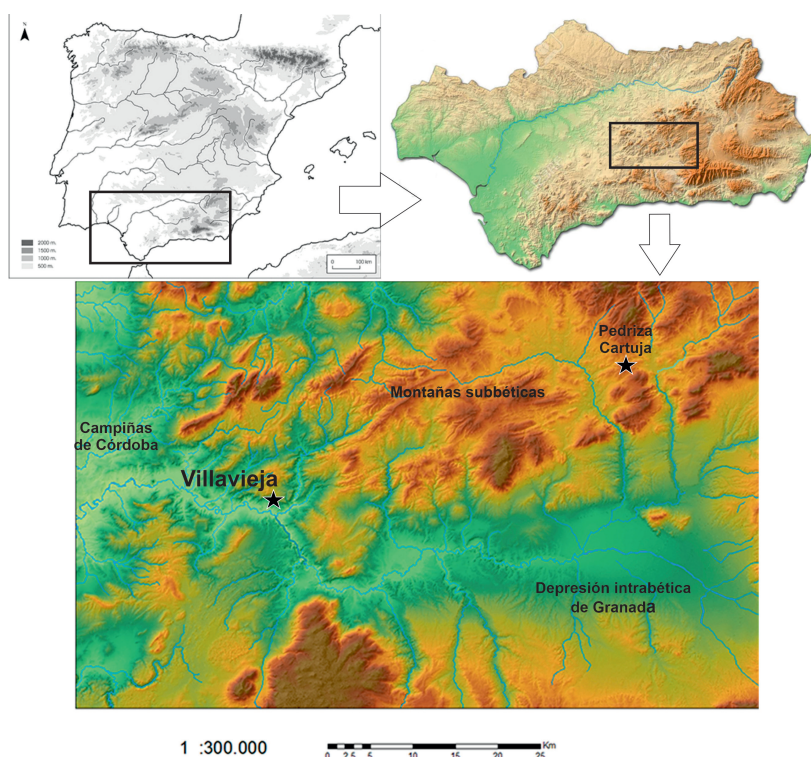 N
2000 m.
1500 m.
1000 m.
500 m.
0 100 km
Pedriza
Cartuja
Montañas subbéticas
Campiñas
de Córdoba
Villavieja
Depresión intrabética
de Granada
1 :300.000
0 2,5 5 10 15 20 25 Km